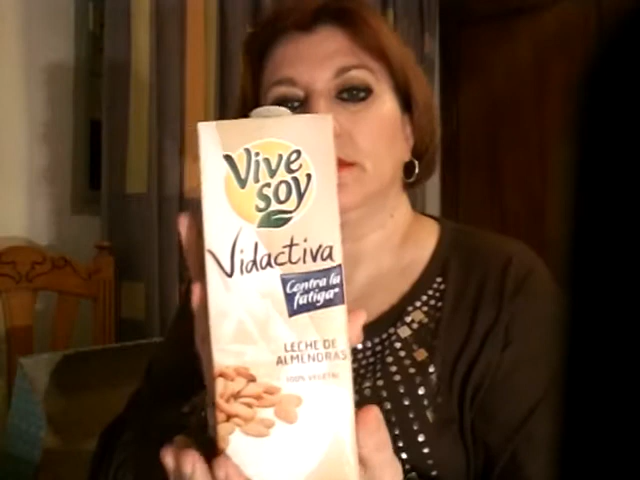 Vive
soy
Vidactiva
Contra la
fatiga*
LECHE DE
ALMENDRAS
100% VEGETAL